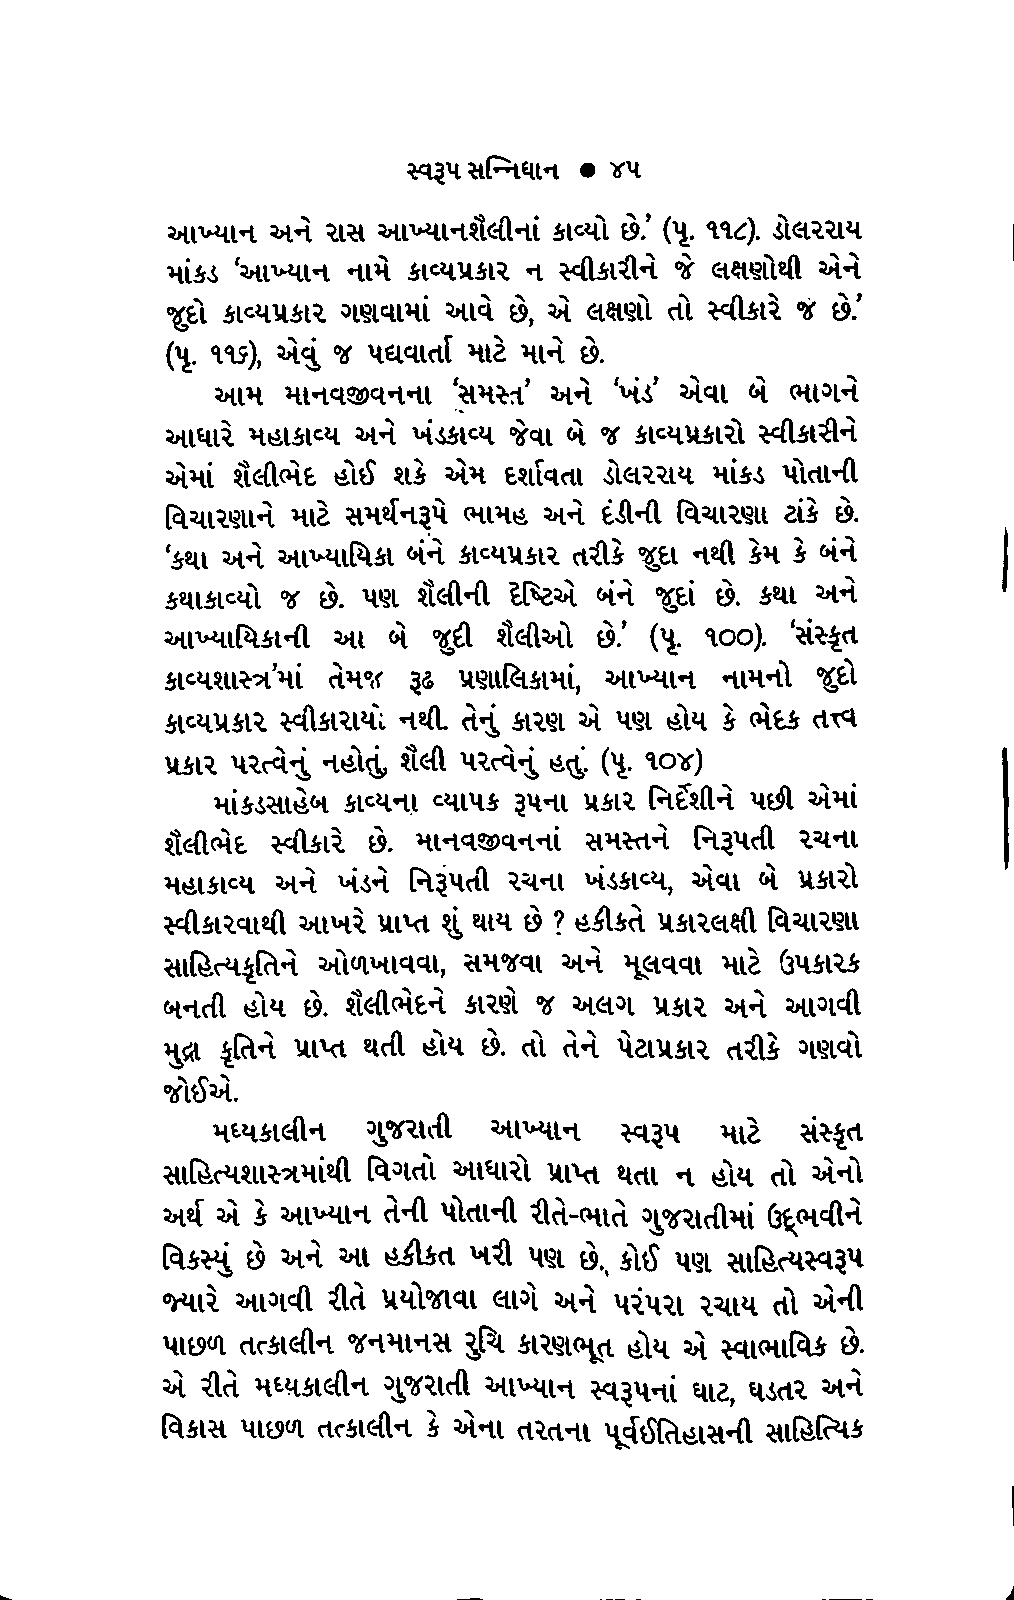 સ્વરૂપ સન્નિધાન ● ૪૫
આખ્યાન અને રાસ આખ્યાનશૈલીનાં કાવ્યો છે.’ (પૃ. ૧૧૮). ડોલરરાય
માંકડ ‘આખ્યાન નામે કાવ્યપ્રકાર ન સ્વીકારીને જે લક્ષણોથી એને
જુદો કાવ્યપ્રકાર ગણવામાં આવે છે, એ લક્ષણો તો સ્વીકારે જ છે.’
(પૃ. ૧૧૬), એવું જ પદ્યવાર્તા માટે માને છે.
આમ માનવજીવનના ‘સમસ્ત’ અને ‘ખંડ’ એવા બે ભાગને
આધારે મહાકાવ્ય અને ખંડકાવ્ય જેવા બે જ કાવ્યપ્રકારો સ્વીકારીને
એમાં શૈલીભેદ હોઈ શકે એમ દર્શાવતા ડોલરરાય માંકડ પોતાની
વિચારણાને માટે સમર્થનરૂપે ભામહ અને દંડીની વિચારણા ટાંકે છે.
‘કથા અને આખ્યાયિકા બંને કાવ્યપ્રકાર તરીકે જુદા નથી કેમ કે બંને
કથાકાવ્યો જ છે. પણ શૈલીની દૃષ્ટિએ બંને જુદાં છે. કથા અને
આખ્યાયિકાની આ બે જુદી શૈલીઓ છે.’ (પૃ. ૧૦૦). ‘સંસ્કૃત
કાવ્યશાસ્ત્ર’માં તેમજ રૂઢ પ્રણાલિકામાં, આખ્યાન નામનો જુદો
કાવ્યપ્રકાર સ્વીકારાયો નથી. તેનું કારણ એ પણ હોય કે ભેદક તત્ત્વ
પ્રકાર પરત્વેનું નહોતું, શૈલી પરત્વેનું હતું. (પૃ. ૧૦૪)
માંકડસાહેબ કાવ્યના વ્યાપક રૂપના પ્રકાર નિર્દેશીને પછી એમાં
શૈલીભેદ સ્વીકારે છે. માનવજીવનનાં સમસ્તને નિરૂપતી રચના
મહાકાવ્ય અને ખંડને નિરૂપતી રચના ખંડકાવ્ય, એવા બે પ્રકારો
સ્વીકારવાથી આખરે પ્રાપ્ત શું થાય છે ? હકીકતે પ્રકારલક્ષી વિચારણા
સાહિત્યકૃતિને ઓળખાવવા, સમજવા અને મૂલવવા માટે ઉપકારક
બનતી હોય છે. શૈલીભેદને કારણે જ અલગ પ્રકાર અને આગવી
મુદ્રા કૃતિને પ્રાપ્ત થતી હોય છે. તો તેને પેટાપ્રકાર તરીકે ગણવો
જોઈએ.
મધ્યકાલીન ગુજરાતી આખ્યાન સ્વરૂપ માટે સંસ્કૃત
સાહિત્યશાસ્ત્રમાંથી વિગતો આધારો પ્રાપ્ત થતા ન હોય તો એનો
અર્થ એ કે આખ્યાન તેની પોતાની રીતે-ભાતે ગુજરાતીમાં ઉદ્ભવીને
વિકસ્યું છે અને આ હકીકત ખરી પણ છે. કોઈ પણ સાહિત્યસ્વરૂપ
જ્યારે આગવી રીતે પ્રયોજાવા લાગે અને પરંપરા રચાય તો એની
પાછળ તત્કાલીન જનમાનસ રુચિ કારણભૂત હોય એ સ્વાભાવિક છે.
એ રીતે મધ્યકાલીન ગુજરાતી આખ્યાન સ્વરૂપનાં ઘાટ, ઘડતર અને
વિકાસ પાછળ તત્કાલીન કે એના તરતના પૂર્વઈતિહાસની સાહિત્યિક